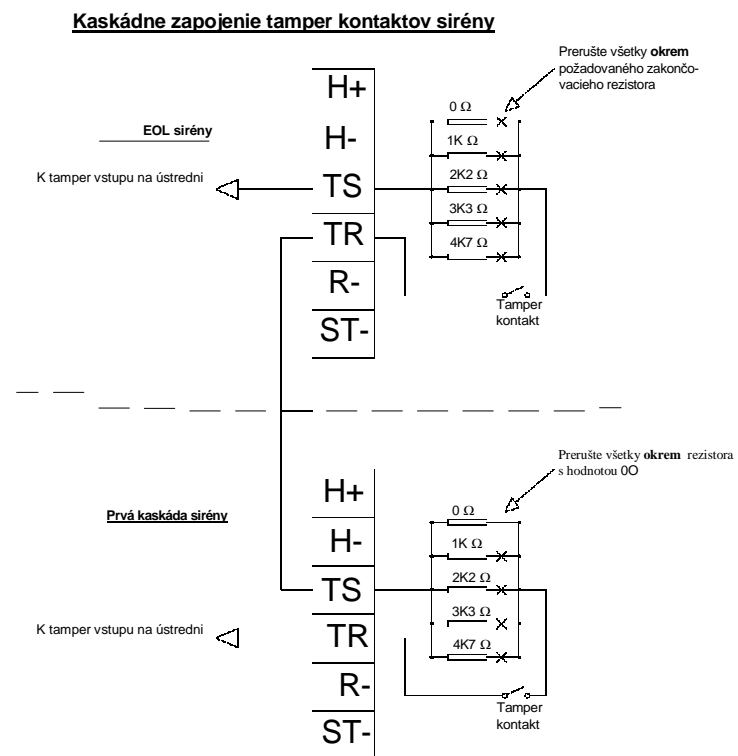 Kaskádne zapojenie tamper kontaktov sirény
Prerušte všetky okrem
požadovaného zakončo-
vacieho rezistora
H+
0 Ω
EOL sirény
H-
1K Ω
K tamper vstupu na ústredni
TS
2K2 Ω
3K3 Ω
TR
4K7 Ω
R-
Tamper
kontakt
ST-
Prerušte všetky okrem rezistora
s hodnotou 0O
H+
Prvá kaskáda sirény
0 Ω
H-
1K Ω
TS
2K2 Ω
3K3 Ω
K tamper vstupu na ústredni
TR
4K7 Ω
R-
Tamper
kontakt
ST-